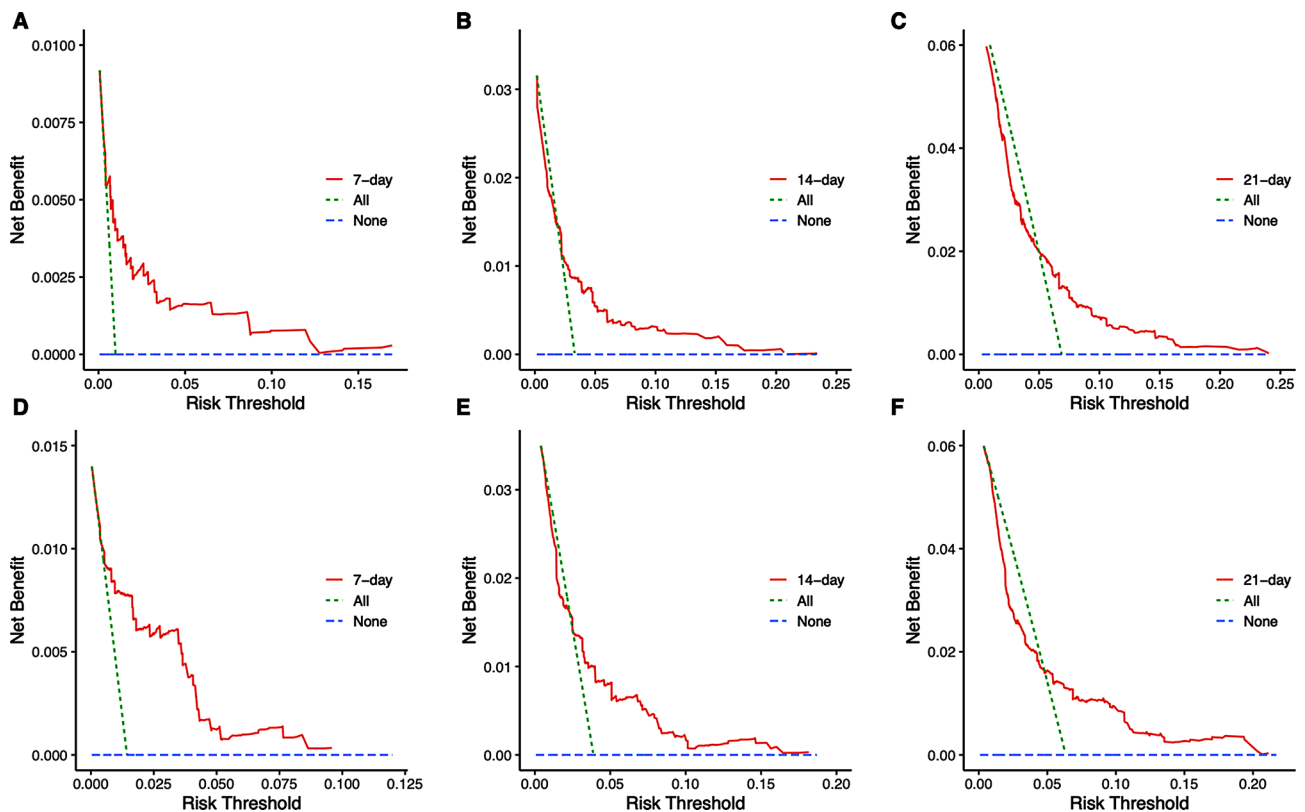 A
Net Benefit
0.0100
0.0075
0.0050
0.0025
0.0000
7-day
All
None
0.00 0.05 0.10 0.15
Risk Threshold
B
Net Benefit
0.03
0.02
0.01
0.00
14-day
All
None
0.00 0.05 0.10 0.15 0.20 0.25
Risk Threshold
C
Net Benefit
0.06
0.04
0.02
0.00
21-day
All
None
0.00 0.05 0.10 0.15 0.20 0.25
Risk Threshold
D
Net Benefit
0.015
0.010
0.005
0.000
7-day
All
None
0.000 0.025 0.050 0.075 0.100 0.125
Risk Threshold
E
Net Benefit
0.03
0.02
0.01
0.00
14-day
All
None
0.00 0.05 0.10 0.15 0.20
Risk Threshold
F
Net Benefit
0.06
0.04
0.02
0.00
21-day
All
None
0.00 0.05 0.10 0.15 0.20
Risk Threshold